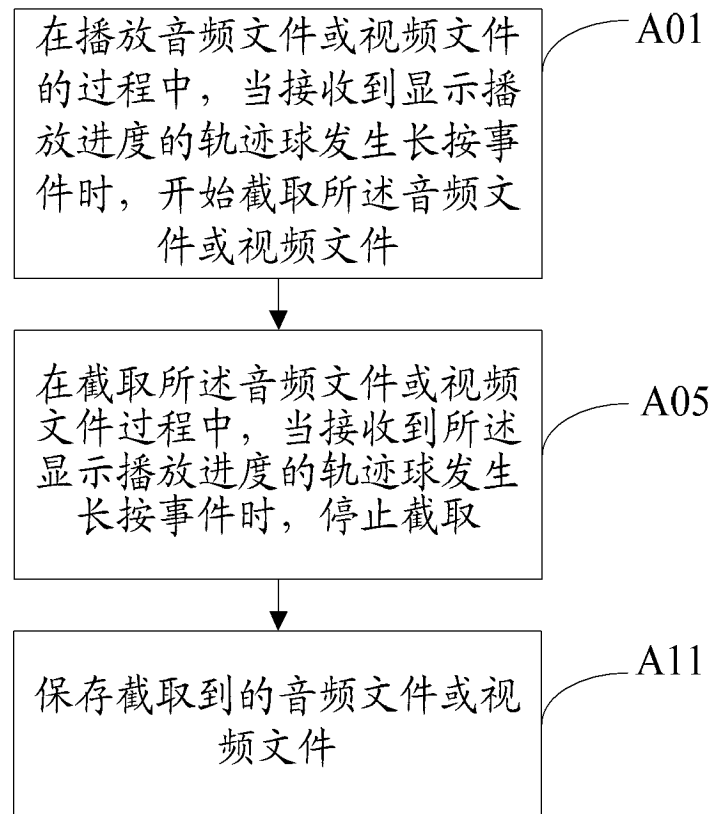 在播放音频文件或视频文件
的过程中，当接收到显示播
放进度的轨迹球发生长按事
件时，开始截取所述音频文
件或视频文件
A01
在截取所述音频文件或视频
文件过程中，当接收到所述
显示播放进度的轨迹球发生
长按事件时，停止截取
A05
保存截取到的音频文件或视
频文件
A11